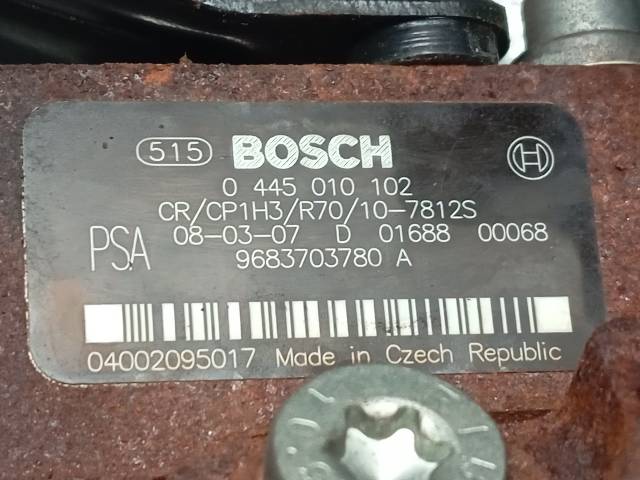 515 BOSCH
0 445 010 102
CR/CP1H3/R70/10-7812S
PSA 08-03-07 D 01688 00068
9683703780 A
04002095017 Made in Czech Republic